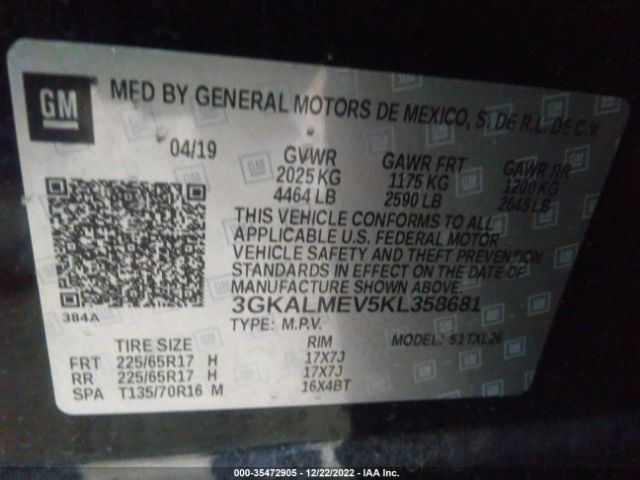 GM MFD BY GENERAL MOTORS DE MEXICO, S. DE R.L. DE C.V.
04/19 GVWR GAWR FRT GAWR RR
2025 KG 1175 KG 1200 KG
4464 LB 2590 LB 2645 LB
THIS VEHICLE CONFORMS TO ALL
APPLICABLE U.S. FEDERAL MOTOR
VEHICLE SAFETY AND THEFT PREVENTION
STANDARDS IN EFFECT ON THE DATE OF
MANUFACTURE SHOWN ABOVE.
384A 3GKALMEV5KL358681
TYPE: M.P.V. MODEL: 51TXL26
TIRE SIZE RIM
FRT 225/65R17 H 17X7J
RR 225/65R17 H 17X7J
SPA T135/70R16 M 16X4BT
000-35472905 - 12/22/2022 - IAA Inc.